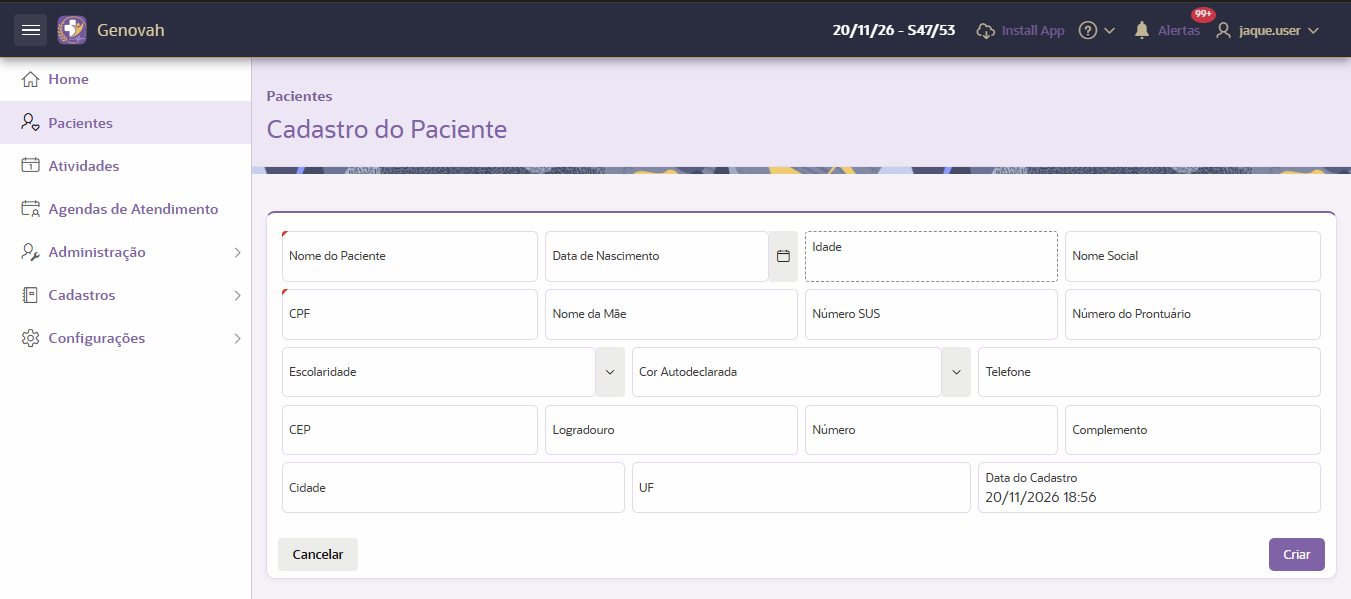 Genovah
20/11/26 - S47/53
Install App
?
Alertas
99+
jaque.user
Home
Pacientes
Atividades
Agendas de Atendimento
Administração
Cadastros
Configurações
Pacientes
Cadastro do Paciente
Nome do Paciente
Data de Nascimento
Idade
Nome Social
CPF
Nome da Mãe
Número SUS
Número do Prontuário
Escolaridade
Cor Autodeclarada
Telefone
CEP
Logradouro
Número
Complemento
Cidade
UF
Data do Cadastro
20/11/2026 18:56
Cancelar
Criar